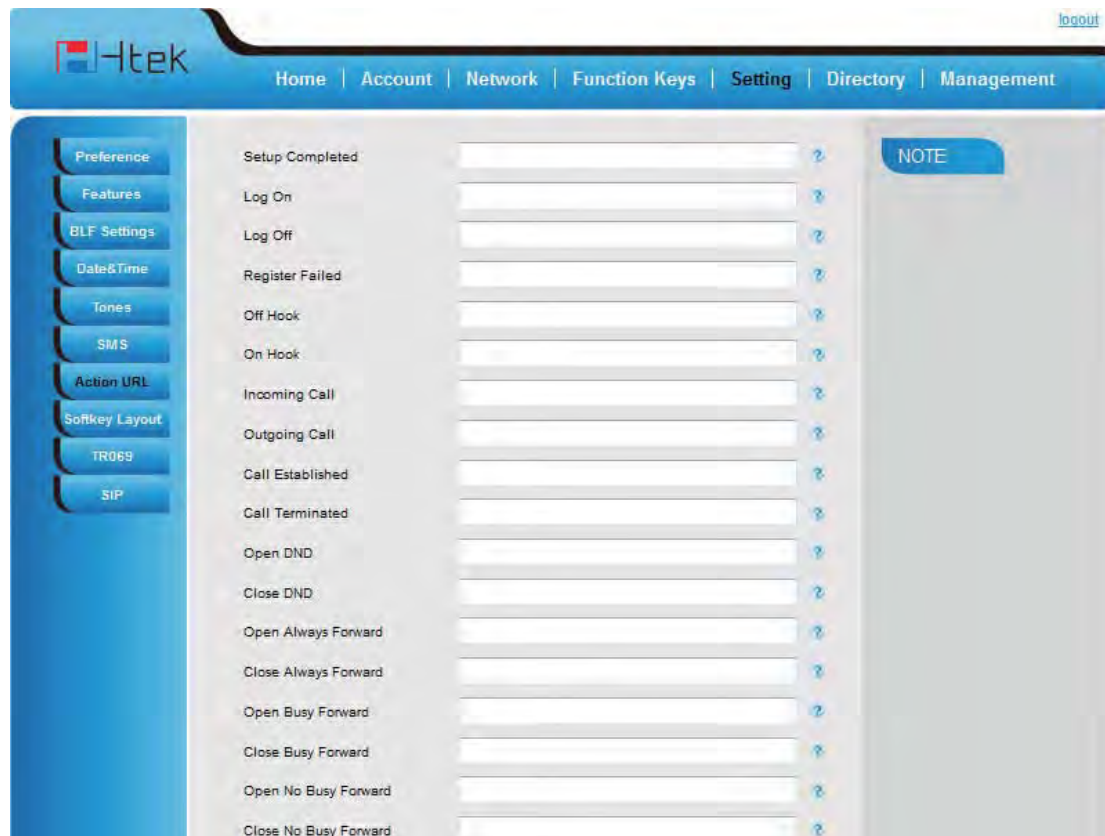 logout
Htek
Home | Account | Network | Function Keys | Setting | Directory | Management
Preference
Features
BLF Settings
Date&Time
Tones
SMS
Action URL
Softkey Layout
TR069
SIP
Setup Completed
Log On
Log Off
Register Failed
Off Hook
On Hook
Incoming Call
Outgoing Call
Call Established
Call Terminated
Open DND
Close DND
Open Always Forward
Close Always Forward
Open Busy Forward
Close Busy Forward
Open No Busy Forward
Close No Busy Forward
NOTE